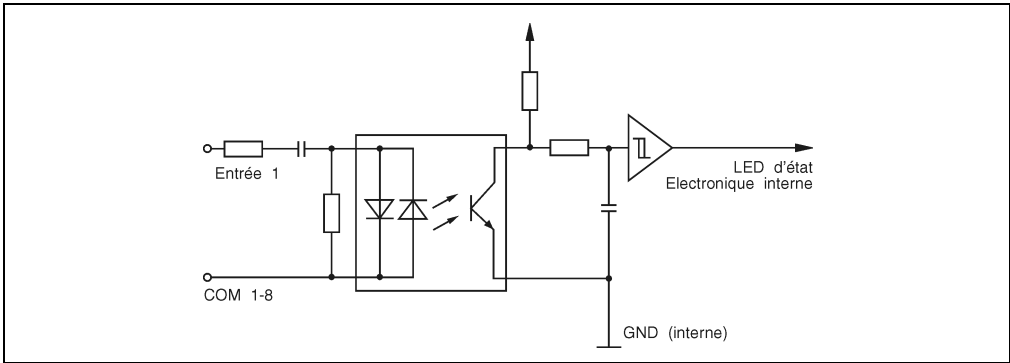 Entrée 1
LED d'état
Electronique interne
COM 1-8
GND (interne)